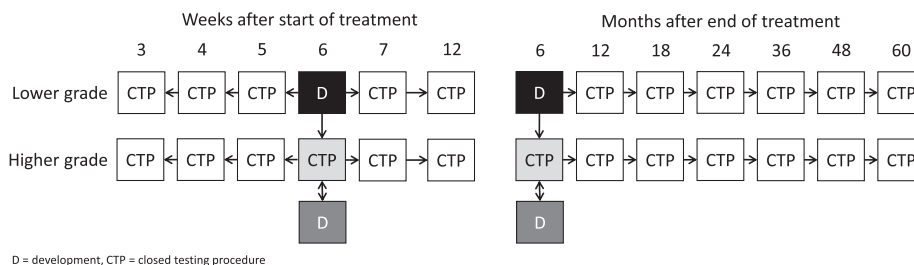 Weeks after start of treatment
Months after end of treatment
3 4 5 6 7 12
6 12 18 24 36 48 60
Lower grade CTP CTP CTP D CTP CTP
D CTP CTP CTP CTP CTP CTP
Higher grade CTP CTP CTP CTP CTP CTP
CTP CTP CTP CTP CTP CTP CTP
D
D
D = development, CTP = closed testing procedure